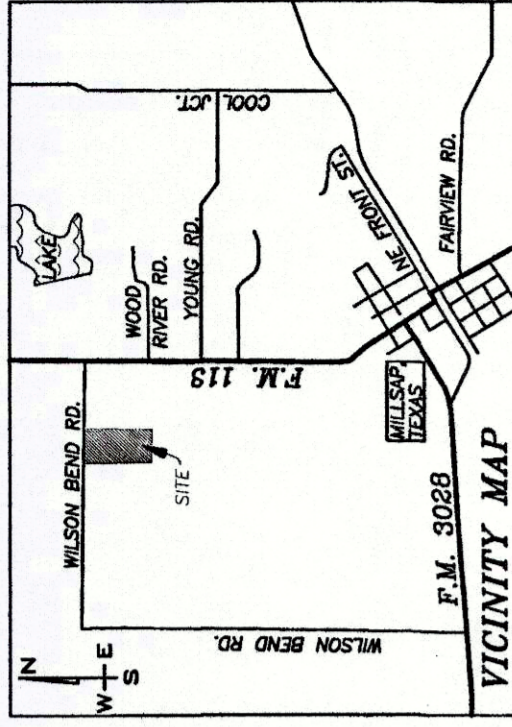 N
W E
S
WILSON BEND RD.
SITE
LAKE
WOOD
RIVER RD.
YOUNG RD.
COOL
JCT.
F.M. 113
WILSON BEND RD.
MILLSAP,
TEXAS
NE FRONT ST.
FAIRVIEW RD.
F.M. 3028
VICINITY MAP